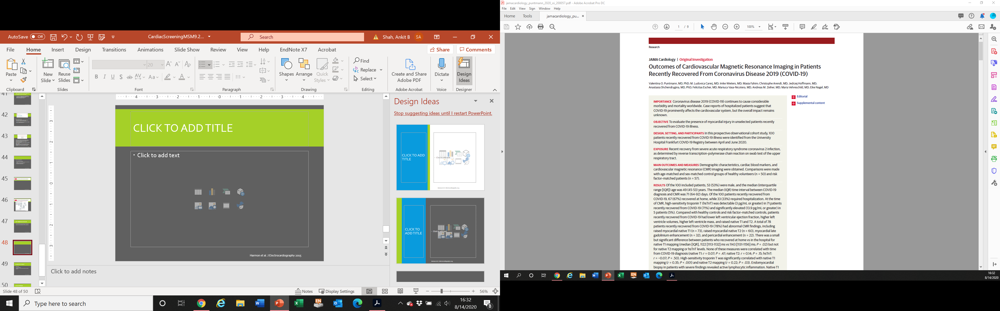 AutoSave Off
CardiacScreeningMSM9.2...
Search
Shah, Ankit B SA
File Home Insert Design Transitions Animations Slide Show Review View Help EndNote X7 Acrobat
Share Comments
Paste
New Slide
Reuse Slides
20
Shapes Arrange Quick Styles
Find
Replace
Select
Create and Share Adobe PDF
Dictate
Design Ideas
Clipboard Slides Font Paragraph Drawing Editing Adobe Acrobat Voice Designer
41
42
43
44
45
46
47
48
49
50
CLICK TO ADD TITLE
• Click to add text
Harmon et al. J Electrocardiography 2015
Click to add notes
Design Ideas
Stop suggesting ideas until I restart PowerPoint.
CLICK TO ADD
TITLE
Click to add text
CLICK TO
ADD TITLE
Click to add text
Slide 48 of 50
Notes Display Settings 56%
Type here to search
16:32
8/14/2020
8
jamacardiology_puntmann_2020_oi_200057.pdf - Adobe Acrobat Pro DC
File Edit View Sign Window Help
Home Tools jamacardiology_pu... ×
1 / 9 100%
Research
JAMA Cardiology | Original Investigation
Outcomes of Cardiovascular Magnetic Resonance Imaging in Patients
Recently Recovered From Coronavirus Disease 2019 (COVID-19)
Valentina O. Puntmann, MD, PhD; M. Ludovica Carerj, MD; Imke Wieters, MD; Masia Fahim; Christophe Arendt, MD; Jedrzej Hoffmann, MD;
Anastasia Shchendrygina, MD, PhD; Felicitas Escher, MD; Mariuca Vasa-Nicotera, MD; Andreas M. Zeiher, MD; Maria Vehreschild, MD; Eike Nagel, MD
Editorial
Supplemental content
IMPORTANCE Coronavirus disease 2019 (COVID-19) continues to cause considerable
morbidity and mortality worldwide. Case reports of hospitalized patients suggest that
COVID-19 prominently affects the cardiovascular system, but the overall impact remains
unknown.
OBJECTIVE To evaluate the presence of myocardial injury in unselected patients recently
recovered from COVID-19 illness.
DESIGN, SETTING, AND PARTICIPANTS In this prospective observational cohort study, 100
patients recently recovered from COVID-19 illness were identified from the University
Hospital Frankfurt COVID-19 Registry between April and June 2020.
EXPOSURE Recent recovery from severe acute respiratory syndrome coronavirus 2 infection,
as determined by reverse transcription–polymerase chain reaction on swab test of the upper
respiratory tract.
MAIN OUTCOMES AND MEASURES Demographic characteristics, cardiac blood markers, and
cardiovascular magnetic resonance (CMR) imaging were obtained. Comparisons were made
with age-matched and sex-matched control groups of healthy volunteers (n = 50) and risk
factor–matched patients (n = 57).
RESULTS Of the 100 included patients, 53 (53%) were male, and the median (interquartile
range [IQR]) age was 49 (45-53) years. The median (IQR) time interval between COVID-19
diagnosis and CMR was 71 (64-92) days. Of the 100 patients recently recovered from
COVID-19, 67 (67%) recovered at home, while 33 (33%) required hospitalization. At the time
of CMR, high-sensitivity troponin T (hsTnT) was detectable (3 pg/mL or greater) in 71 patients
recently recovered from COVID-19 (71%) and significantly elevated (13.9 pg/mL or greater) in
5 patients (5%). Compared with healthy controls and risk factor–matched controls, patients
recently recovered from COVID-19 had lower left ventricular ejection fraction, higher left
ventricle volumes, higher left ventricle mass, and raised native T1 and T2. A total of 78
patients recently recovered from COVID-19 (78%) had abnormal CMR findings, including
raised myocardial native T1 (n = 73), raised myocardial native T2 (n = 60), myocardial late
gadolinium enhancement (n = 32), and pericardial enhancement (n = 22). There was a small
but significant difference between patients who recovered at home vs in the hospital for
native T1 mapping (median [IQR], 1122 [1113-1132] ms vs 1143 [1131-1156] ms; P = .02) but not
for native T2 mapping or hsTnT levels. None of these measures were correlated with time
from COVID-19 diagnosis (native T1: r = 0.07; P = .47; native T2: r = 0.14; P = .15; hsTnT:
r = −0.07; P = .50). High-sensitivity troponin T was significantly correlated with native T1
mapping (r = 0.35; P < .001) and native T2 mapping (r = 0.22; P = .03). Endomyocardial
biopsy in patients with severe findings revealed active lymphocytic inflammation. Native T1
16:32
8/14/2020